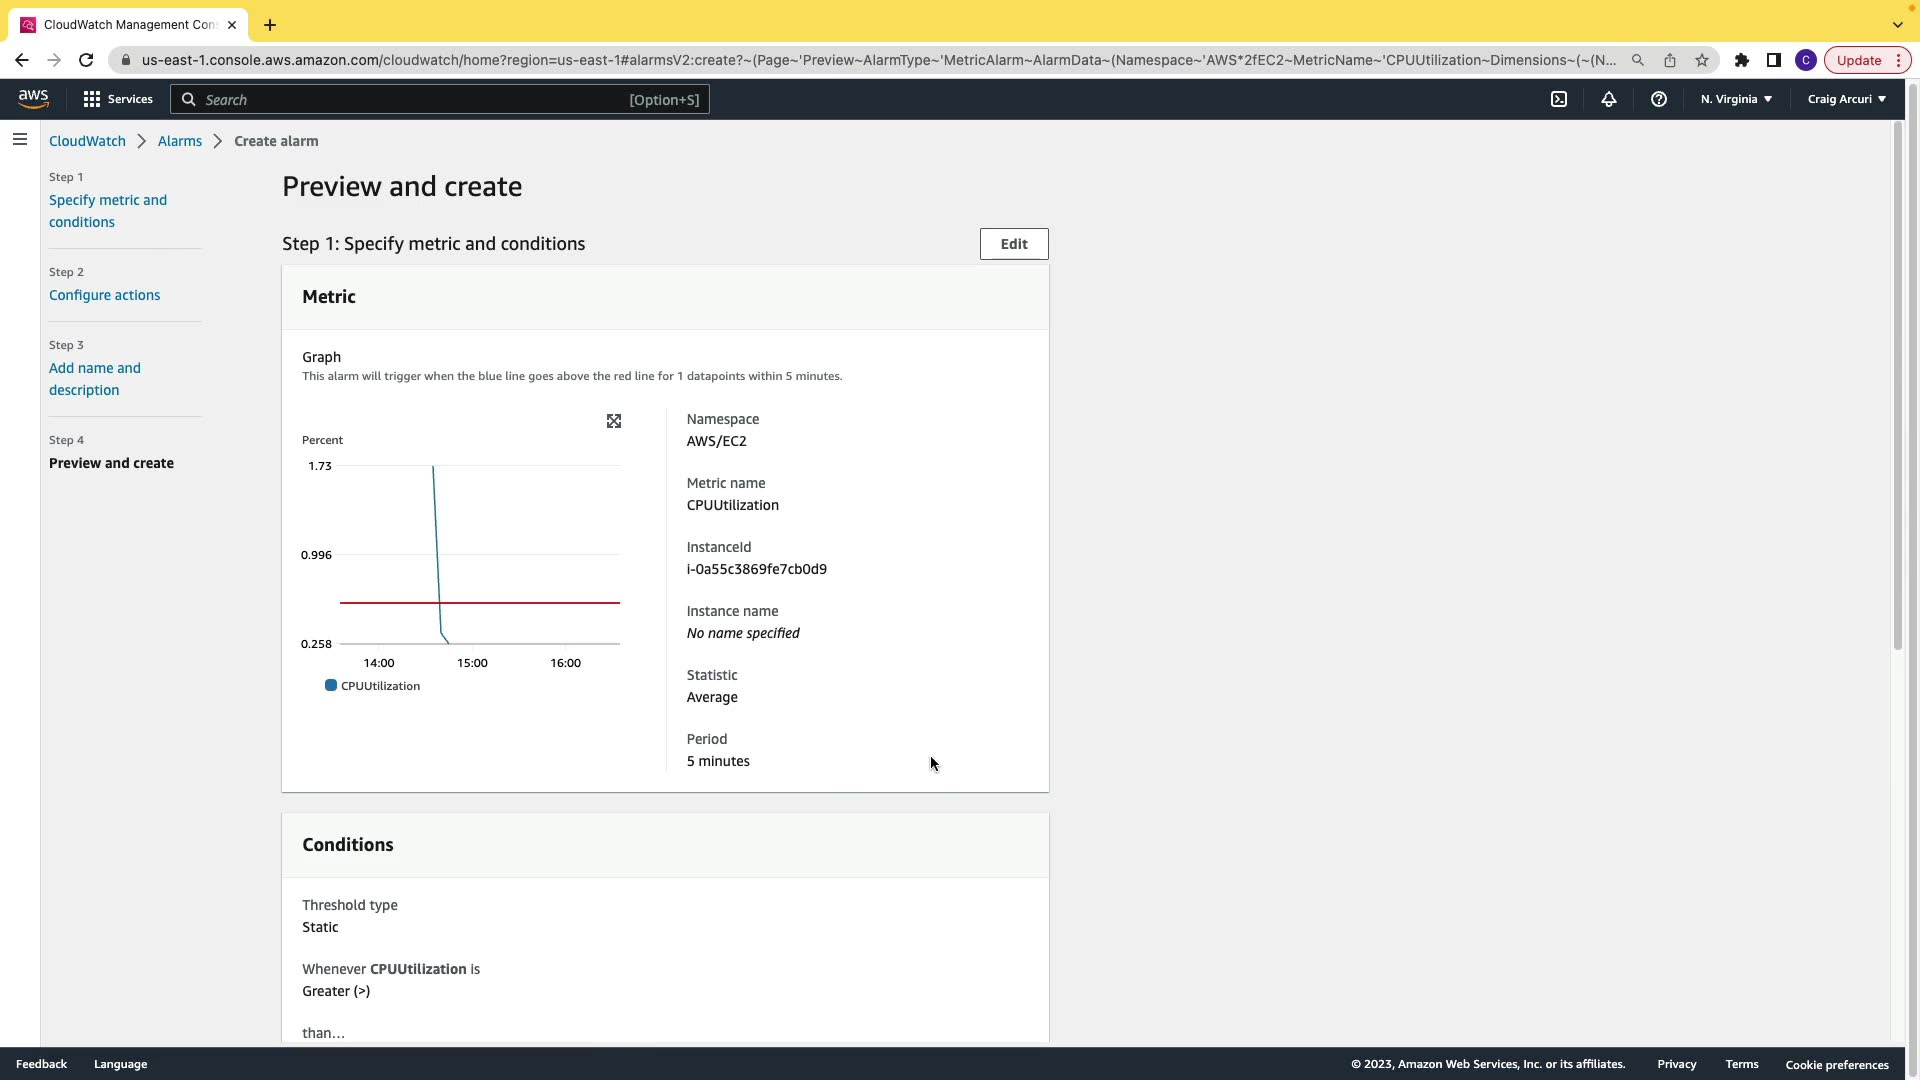 CloudWatch Management Con
us-east-1.console.aws.amazon.com/cloudwatch/home?region=us-east-1#alarmsV2:create?~(Page~'Preview~AlarmType~'MetricAlarm~AlarmData~(Namespace~'AWS*2fEC2~MetricName~'CPUUtilization~Dimensions~(~(N...
C
Update
aws
Services
Search
[Option+S]
N. Virginia
Craig Arcuri
CloudWatch
Alarms
Create alarm
Step 1
Specify metric and
conditions
Step 2
Configure actions
Step 3
Add name and
description
Step 4
Preview and create
Preview and create
Step 1: Specify metric and conditions
Edit
Metric
Graph
This alarm will trigger when the blue line goes above the red line for 1 datapoints within 5 minutes.
Percent
1.73
0.996
0.258
14:00
15:00
16:00
CPUUtilization
Namespace
AWS/EC2
Metric name
CPUUtilization
InstanceId
i-0a55c3869fe7cb0d9
Instance name
No name specified
Statistic
Average
Period
5 minutes
Conditions
Threshold type
Static
Whenever CPUUtilization is
Greater (>)
than...
Feedback
Language
© 2023, Amazon Web Services, Inc. or its affiliates.
Privacy
Terms
Cookie preferences